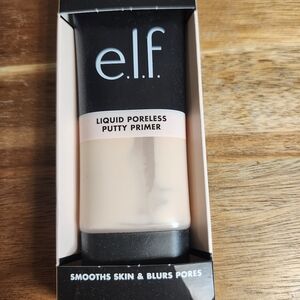 e.l.f.
LIQUID PORELESS
PUTTY PRIMER
SMOOTHS SKIN & BLURS PORES